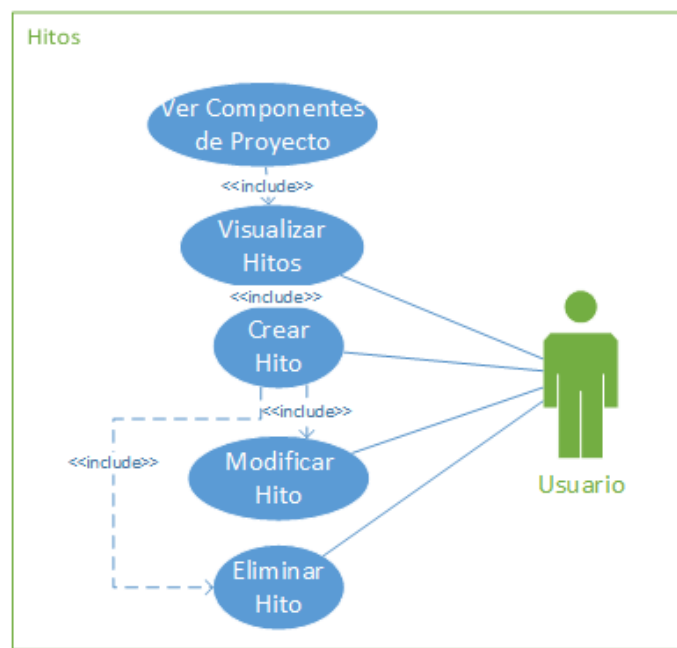 Hitos
Ver Componentes
de Proyecto
<<include>>
Visualizar
Hitos
<<include>>
Crear
Hito
<<include>>
<<include>>
Modificar
Hito
Usuario
Eliminar
Hito